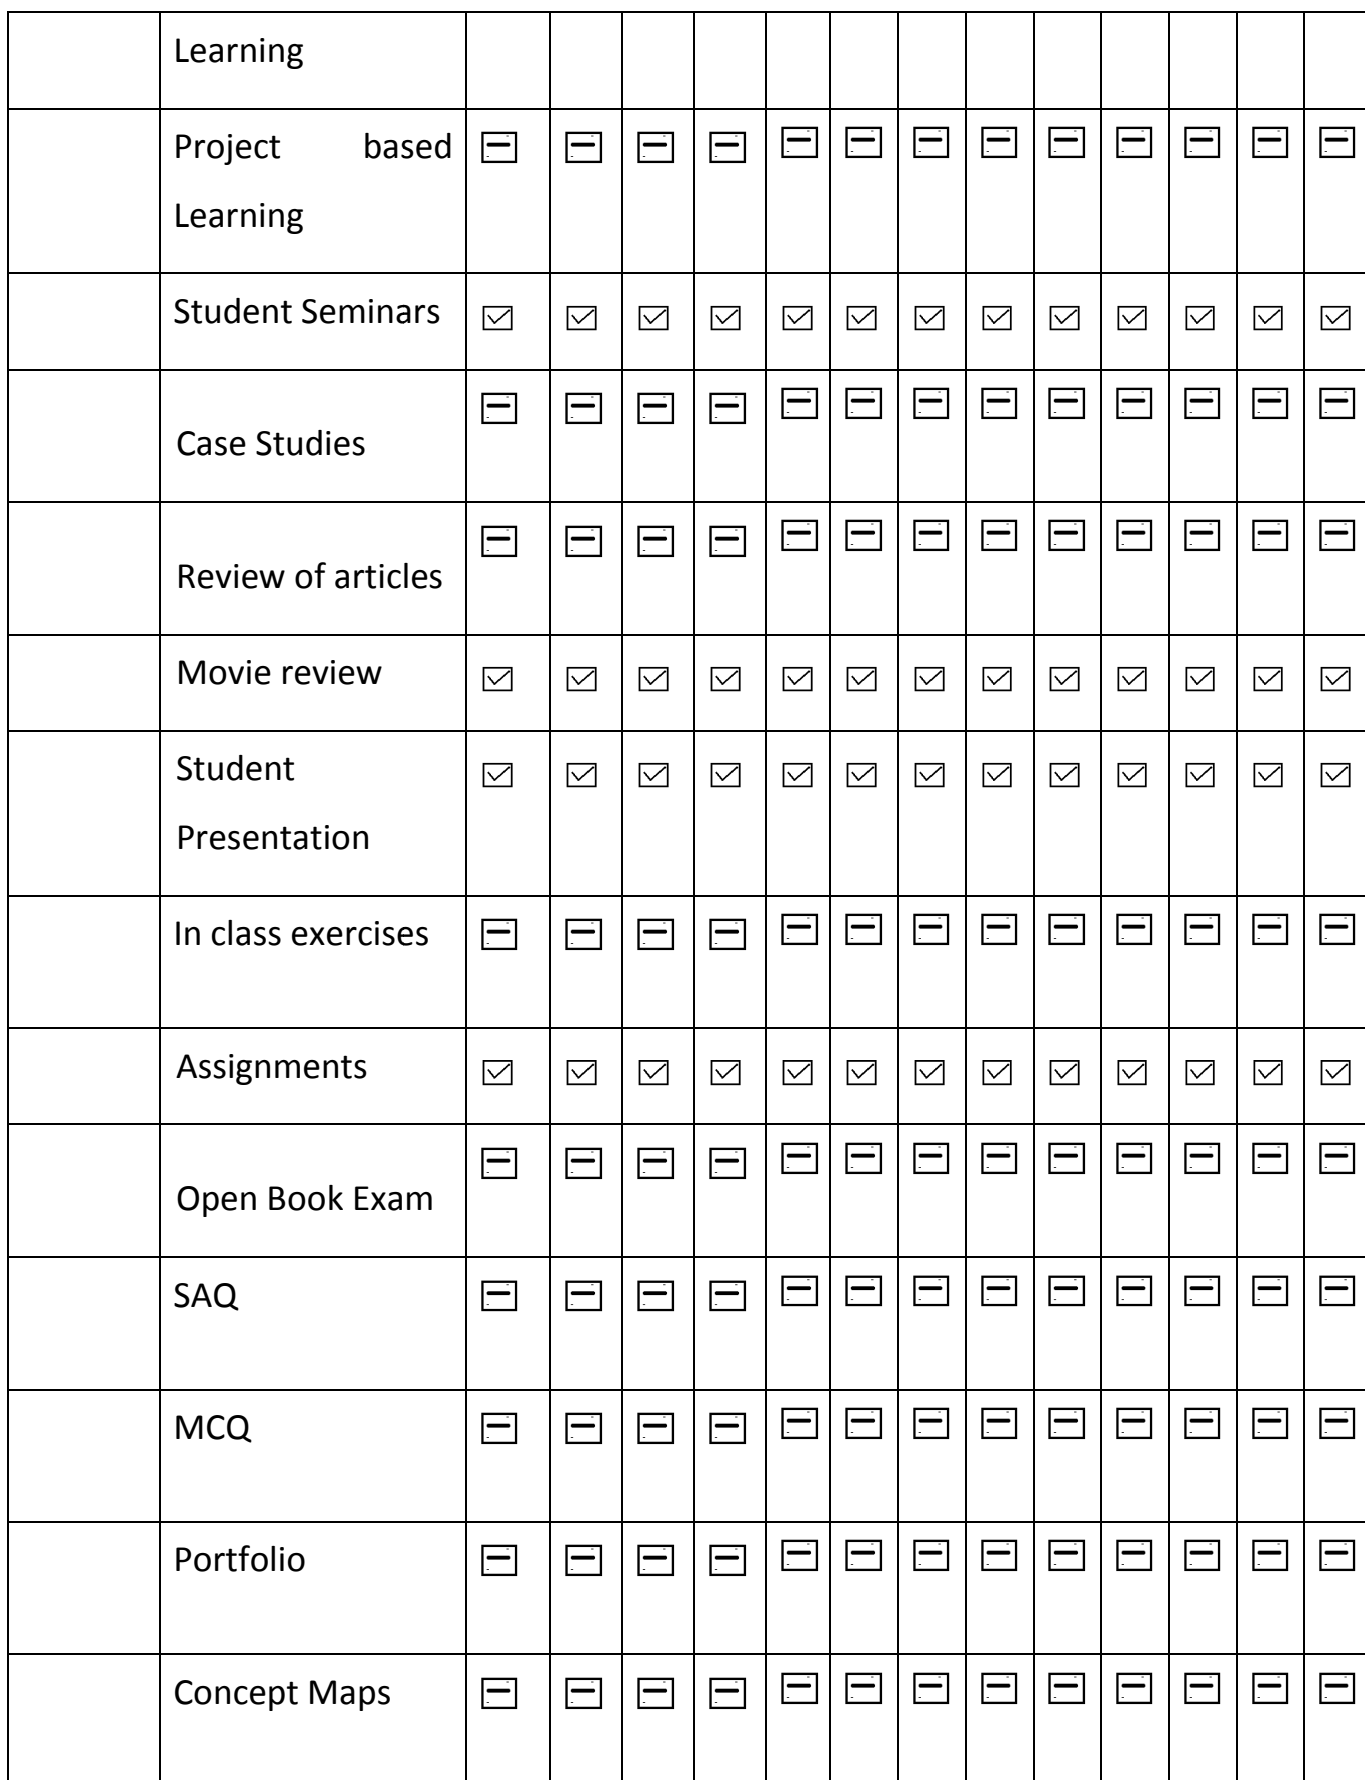 Learning
Project based
Learning
Student Seminars ☑ ☑ ☑ ☑ ☑ ☑ ☑ ☑ ☑ ☑ ☑ ☑ ☑
Case Studies
Review of articles
Movie review ☑ ☑ ☑ ☑ ☑ ☑ ☑ ☑ ☑ ☑ ☑ ☑ ☑
Student ☑ ☑ ☑ ☑ ☑ ☑ ☑ ☑ ☑ ☑ ☑ ☑ ☑
Presentation
In class exercises
Assignments ☑ ☑ ☑ ☑ ☑ ☑ ☑ ☑ ☑ ☑ ☑ ☑ ☑
Open Book Exam
SAQ
MCQ
Portfolio
Concept Maps